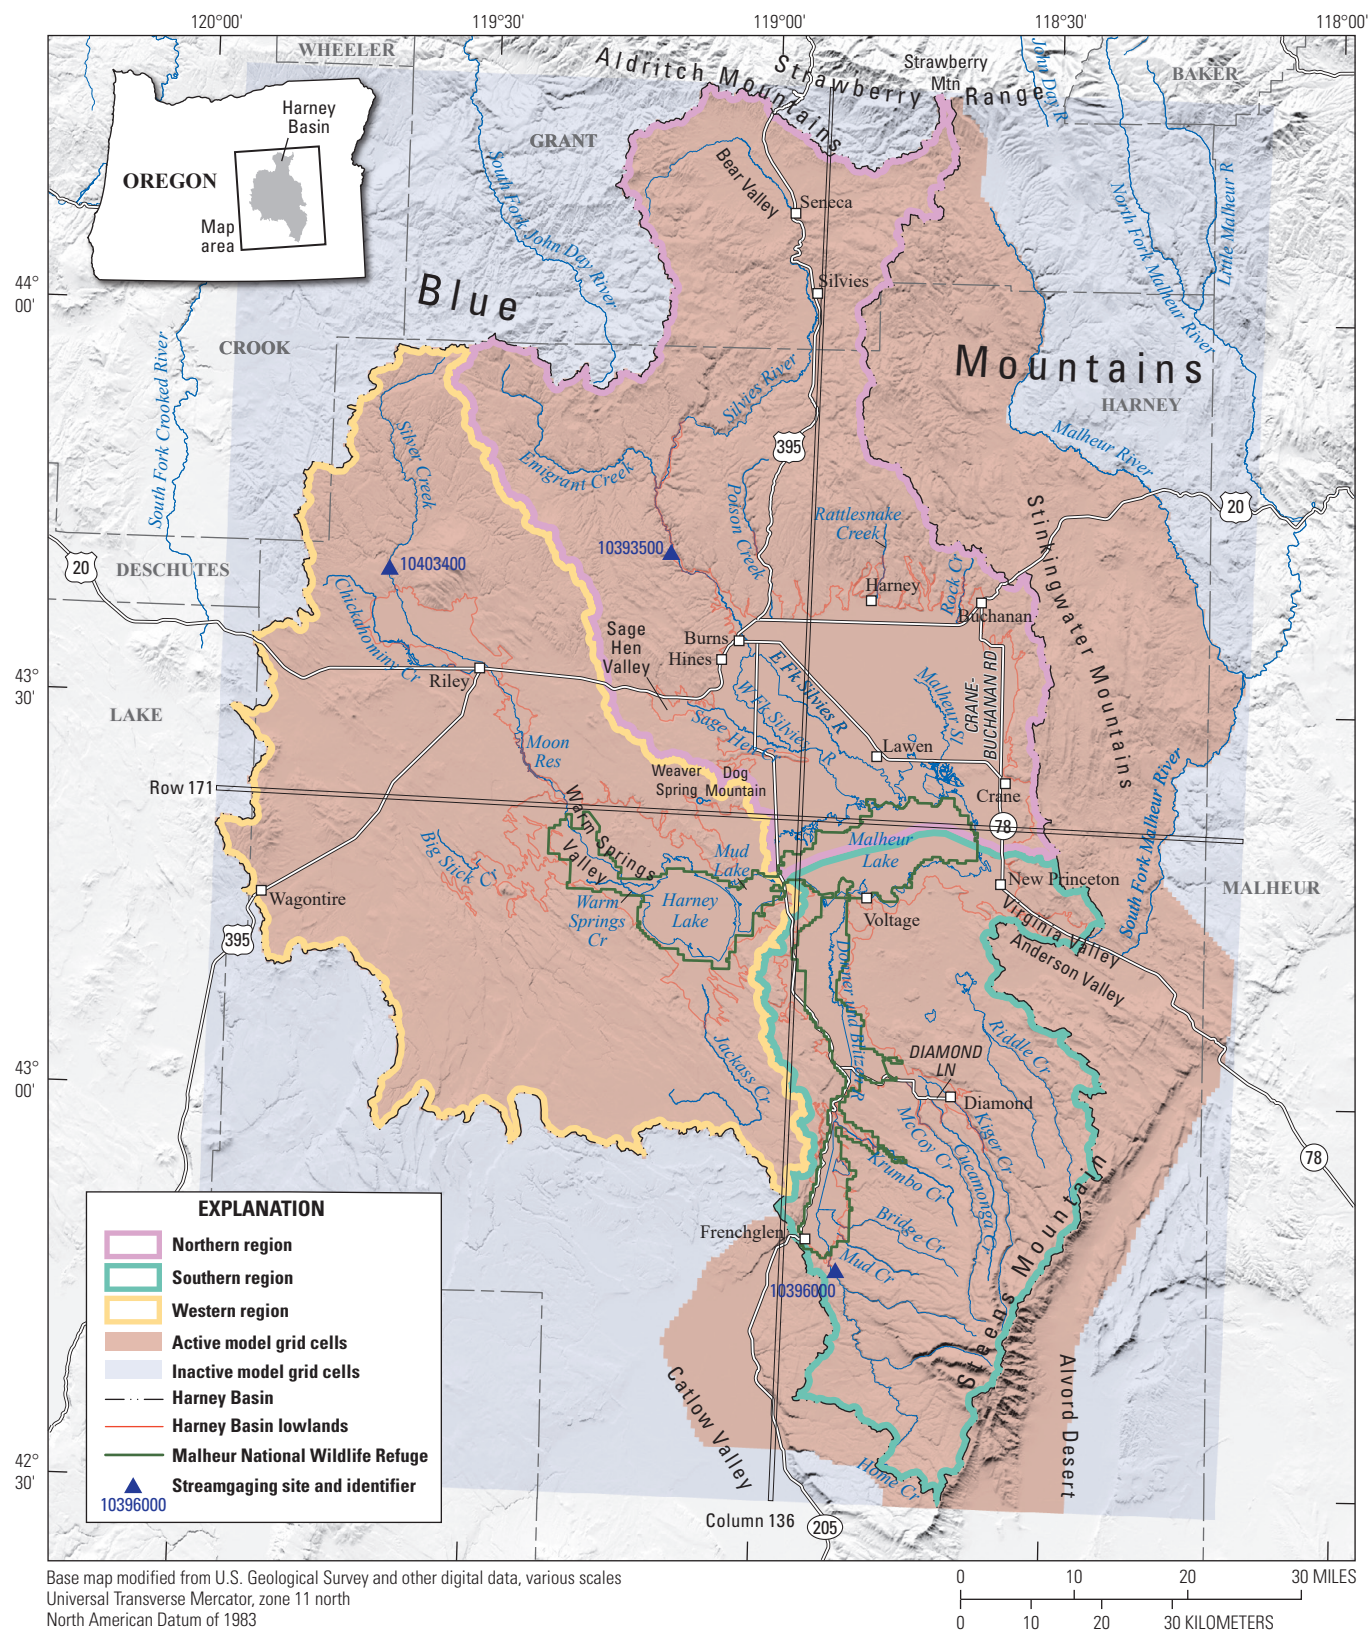 120°00'
119°30'
119°00'
118°30'
118°00'
WHEELER
Aldritch Mountains
Strawberry Range
Strawberry
Mtn
John Day R
BAKER
Harney
Basin
OREGON
Map
area
GRANT
South Fork John Day River
Bear Valley
Seneca
North Fork Malheur River
Little Malheur R
44°
00'
Blue
Silvies
Mountains
CROOK
South Fork Crooked River
HARNEY
Silvies River
Malheur River
Silver Creek
Emigrant Creek
395
Poison Creek
Rattlesnake
Creek
Stinkingwater Mountains
20
10393500
10403400
20
DESCHUTES
Chickahominy Cr
Harney
Rock Cr
Buchanan
Sage
Hen
Valley
Burns
Hines
E Fk Silvies R
W Fk Silvies R
Malheur Sl
CRANE-
BUCHANAN RD
Riley
43°
30'
LAKE
Sage Hen C
Moon
Res
Lawen
Weaver
Spring
Dog
Mountain
Crane
Row 171
Warm Springs
Valley
78
South Fork Malheur River
Big Stick C
Mud
Lake
Malheur
Lake
New Princeton
MALHEUR
Wagontire
Warm
Springs
Cr
Harney
Lake
Voltage
Virginia Valley
Anderson Valley
395
Donner und Blitzen R
Riddle Cr
Jackass Cr
DIAMOND
LN
43°
00'
Diamond
McCoy Cr
Kiger Cr
Cucamonga Cr
Krumbo Cr
78
Bridge Cr
Frenchglen
Mud Cr
10396000
Steens Mountain
Alvord Desert
Catlow Valley
42°
30'
Home Cr
Column 136
205
EXPLANATION
Northern region
Southern region
Western region
Active model grid cells
Inactive model grid cells
Harney Basin
Harney Basin lowlands
Malheur National Wildlife Refuge
Streamgaging site and identifier
10396000
Base map modified from U.S. Geological Survey and other digital data, various scales
Universal Transverse Mercator, zone 11 north
North American Datum of 1983
0 10 20 30 MILES
0 10 20 30 KILOMETERS